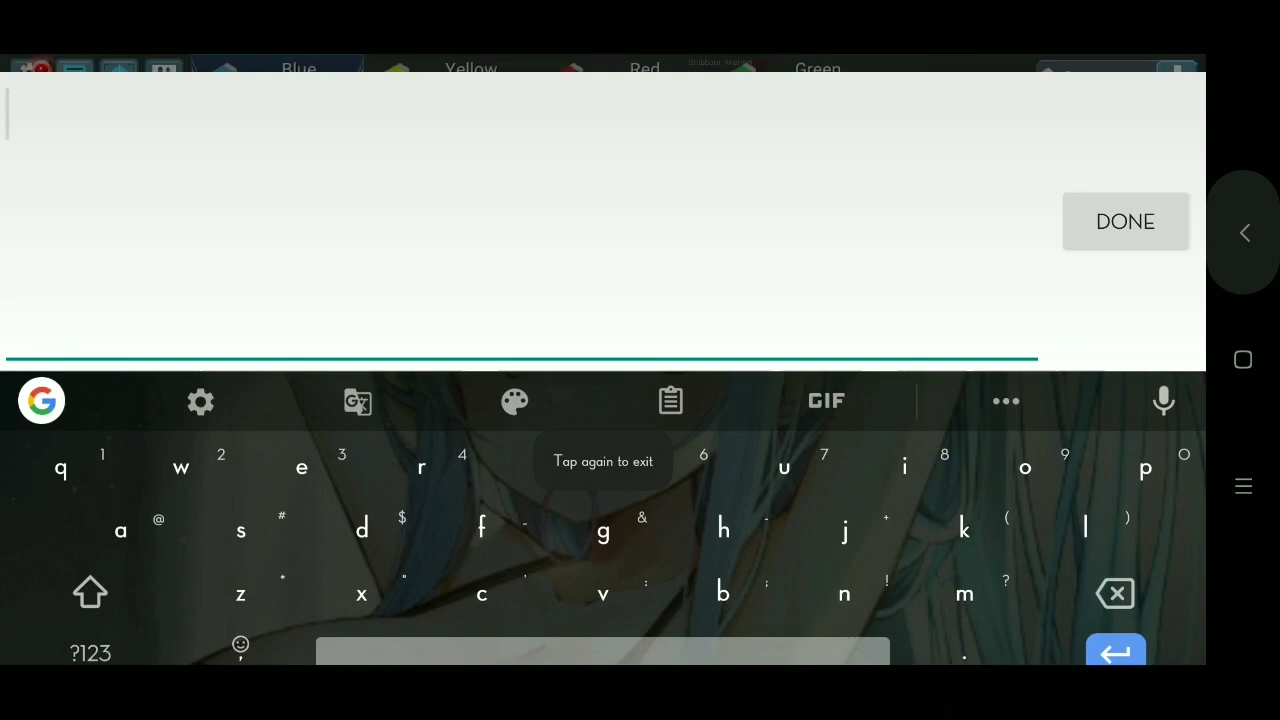 Blue Yellow Red Green
DONE
GIF
Tap again to exit
q 1 w 2 e 3 r 4 6 u 7 i 8 o 9 p 0
a @ s # d $ f - g & h - j + k ( l )
z * x " c ' v : b ; n ! m ?
?123 , .